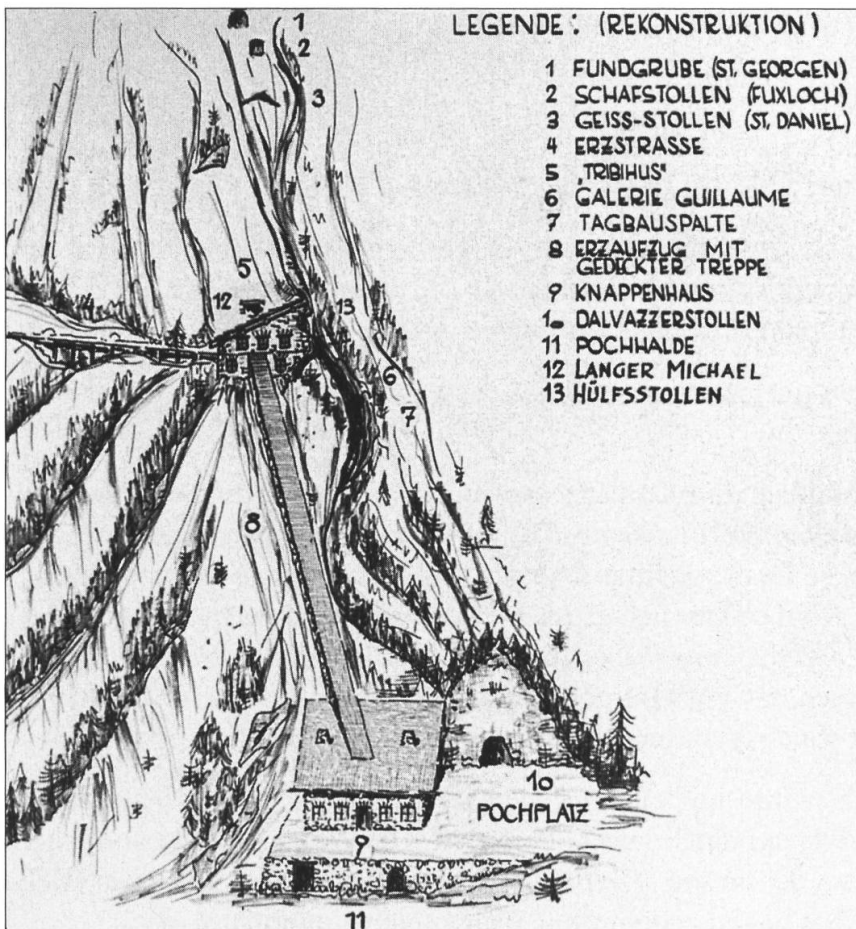 LEGENDE: (REKONSTRUKTION)
1 FUNDGRUBE (ST. GEORGEN)
2 SCHAFSTOLLEN (FUXLOCH)
3 GEISS-STOLLEN (ST. DANIEL)
4 ERZSTRASSE
5 „TRIBIHUS"
6 GALERIE GUILLAUME
7 TAGBAUSPALTE
8 ERZAUFZUG MIT
GEDECKTER TREPPE
9 KNAPPENHAUS
10 DALVAZZERSTOLLEN
11 POCHHALDE
12 LANGER MICHAEL
13 HÜLFSSTOLLEN
1
2
3
5
12
13
6
7
8
10
POCHPLATZ
9
11